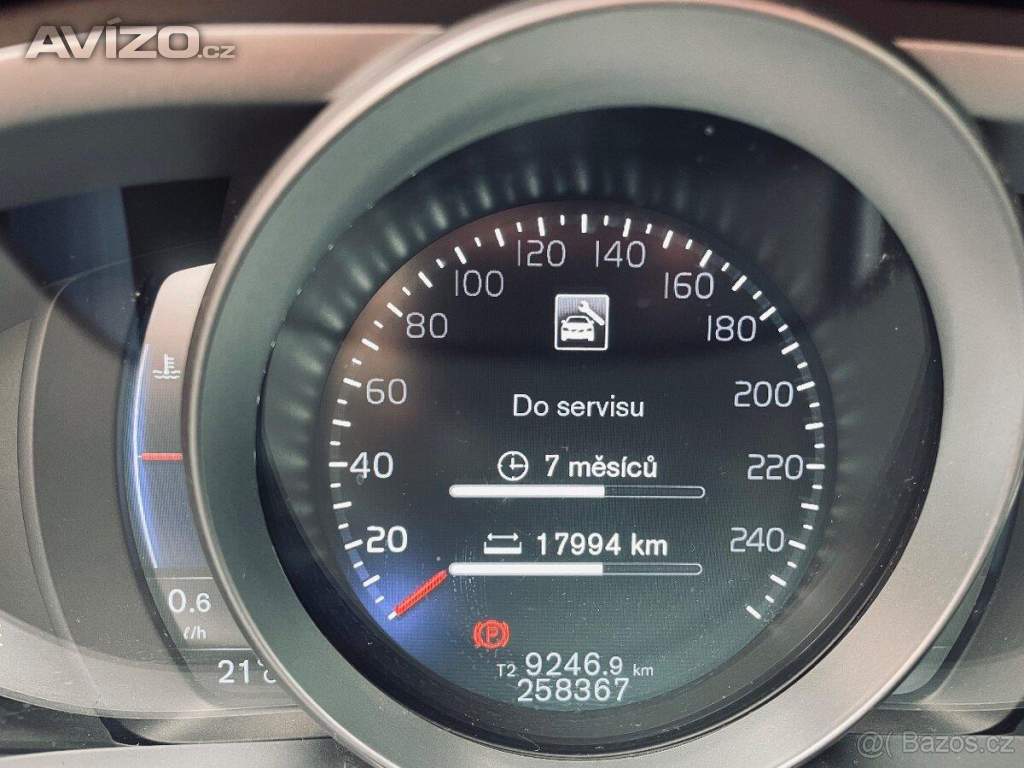 AVÍZO.cz
20
40
60
80
100
120
140
160
180
200
220
240
Do servisu
7 měsíců
17994 km
0.6
ℓ/h
21°C
P
T2 9246.9 km
258367
@( Bazos.cz